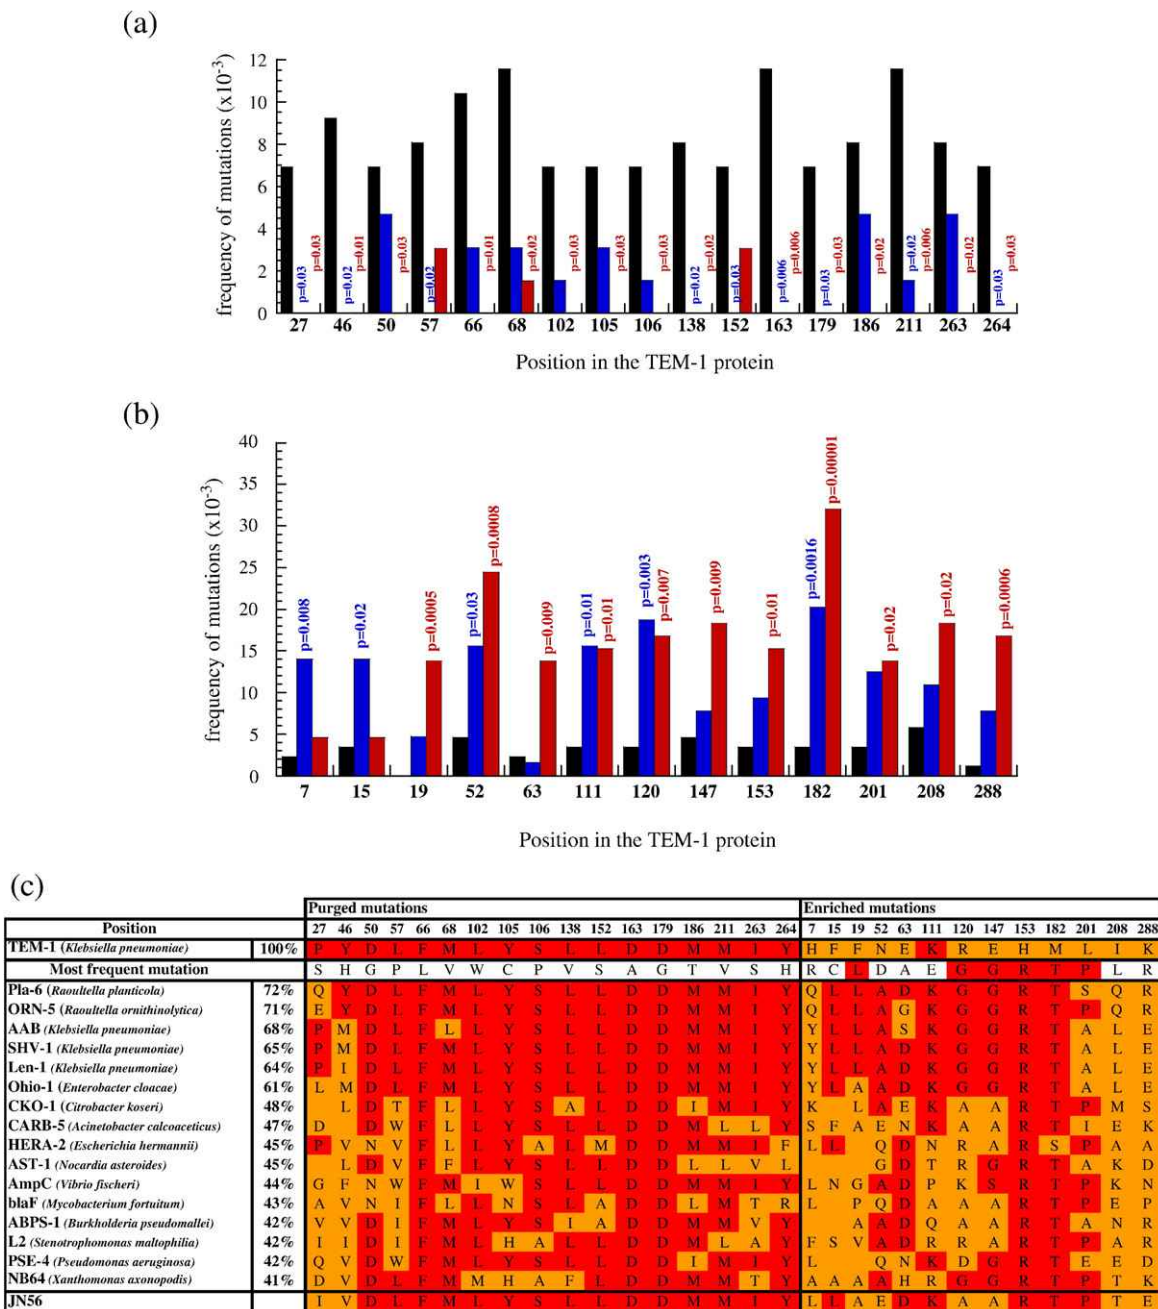 (a)
frequency of mutations (x10⁻³)
12
10
8
6
4
2
0
p=0.03 p=0.03 p=0.02 p=0.01 p=0.03 p=0.02 p=0.01 p=0.02 p=0.03 p=0.03 p=0.03 p=0.02 p=0.02 p=0.03 p=0.006 p=0.006 p=0.03 p=0.03 p=0.02 p=0.02 p=0.006 p=0.02 p=0.03 p=0.03
27 46 50 57 66 68 102 105 106 138 152 163 179 186 211 263 264
Position in the TEM-1 protein
(b)
frequency of mutations (x10⁻³)
40
35
30
25
20
15
10
5
0
p=0.008 p=0.02 p=0.0005 p=0.03 p=0.0008 p=0.009 p=0.01 p=0.01 p=0.003 p=0.007 p=0.009 p=0.01 p=0.0016 p=0.00001 p=0.02 p=0.02 p=0.0006
7 15 19 52 63 111 120 147 153 182 201 208 288
Position in the TEM-1 protein
(c)
Purged mutations Enriched mutations
Position 27 46 50 57 66 68 102 105 106 138 152 163 179 186 211 263 264 7 15 19 52 63 111 120 147 153 182 201 208 288
TEM-1 (Klebsiella pneumoniae) 100% P Y D L F M L Y S L L D D M M I Y H F F N E K R E H M L I K
Most frequent mutation S H G P L V W C P V S A G T V S H R C L D A E G G R T P L R
Pla-6 (Raoultella planticola) 72% Q Y D L F M L Y S L L D D M M I Y Q L L A D K G G R T S Q R
ORN-5 (Raoultella ornithinolytica) 71% E Y D L F M L Y S L L D D M M I Y Q L L A G K G G R T P Q R
AAB (Klebsiella pneumoniae) 68% P M D L F L L Y S L L D D M M I Y Y L L A S K G G R T A L E
SHV-1 (Klebsiella pneumoniae) 65% P M D L F M L Y S L L D D M M I Y Y L L A D K G G R T A L E
Len-1 (Klebsiella pneumoniae) 64% P I D L F M L Y S L L D D M M I Y Y L L A D K G G R T A L E
Ohio-1 (Enterobacter cloacae) 61% L M D L F M L Y S L L D D M M I Y Y L A A D K G G R T A L E
CKO-1 (Citrobacter koseri) 48% L D T F L L Y S A L D D I M I Y K L A E K A A R T P M S
CARB-5 (Acinetobacter calcoaceticus) 47% D D W F L L Y S L L D D M L L Y S F A E N K A A R T I E K
HERA-2 (Escherichia hermannii) 45% P V N V F L L Y A L M D D M M I F L L Q D N R A R S P A A
AST-1 (Nocardia asteroides) 45% L D V F F L Y S L L D D L L V L G D T R G R T A K D
AmpC (Vibrio fischeri) 44% G F N W F M I W S L L D D M M I Y L N G A D P K S R T P K N
blaF (Mycobacterium fortuitum) 43% A V N I F L L N S L A D D L M T R L P Q D A A A R T P E P
ABPS-1 (Burkholderia pseudomallei) 42% V V D I F M L Y S I A D D M M V Y A A D Q A A R T A N R
L2 (Stenotrophomonas maltophilia) 42% I I D I F M L H A L L D D M L A Y F S V A D R R A R T P A R
PSE-4 (Pseudomonas aeruginosa) 42% Q V D W F M L Y S L L D D I M I Y L Q N K D G R T E E D
NB64 (Xanthomonas axonopodis) 41% D V D L F M M H A F L D D M M T Y A A A A H R G G R T P T K
JN56 I V D L F M L Y S L L D D M M I Y L L A E D K A A R T P T E